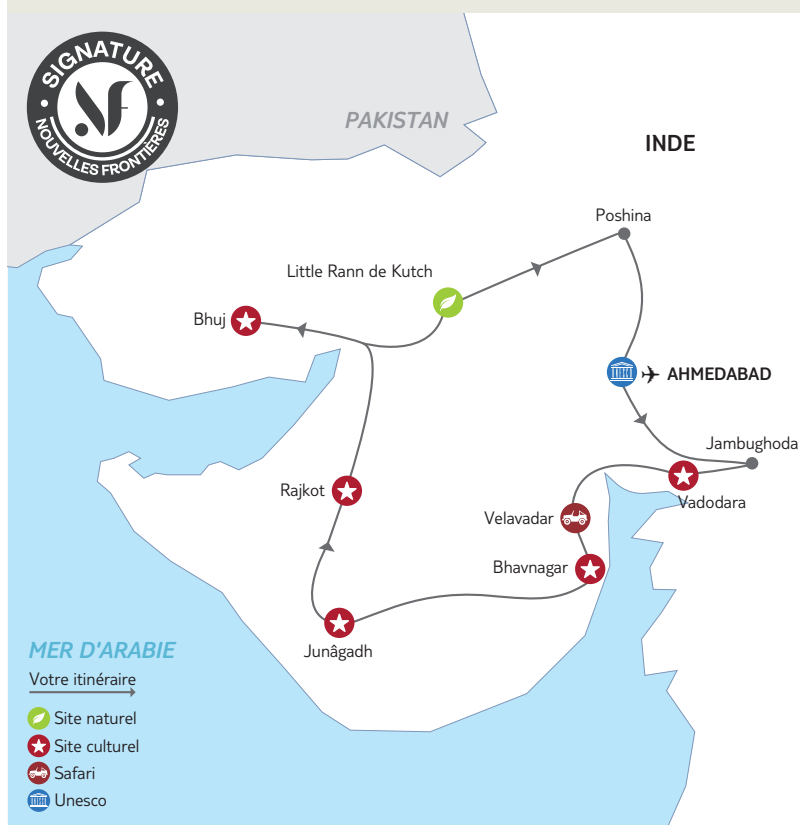 SIGNATURE
NF
NOUVELLES FRONTIÈRES
PAKISTAN
INDE
Poshina
Little Rann de Kutch
Bhuj
AHMEDABAD
Jambughoda
Rajkot
Vadodara
Velavadar
Bhavnagar
Junâgadh
MER D'ARABIE
Votre itinéraire
Site naturel
Site culturel
Safari
Unesco